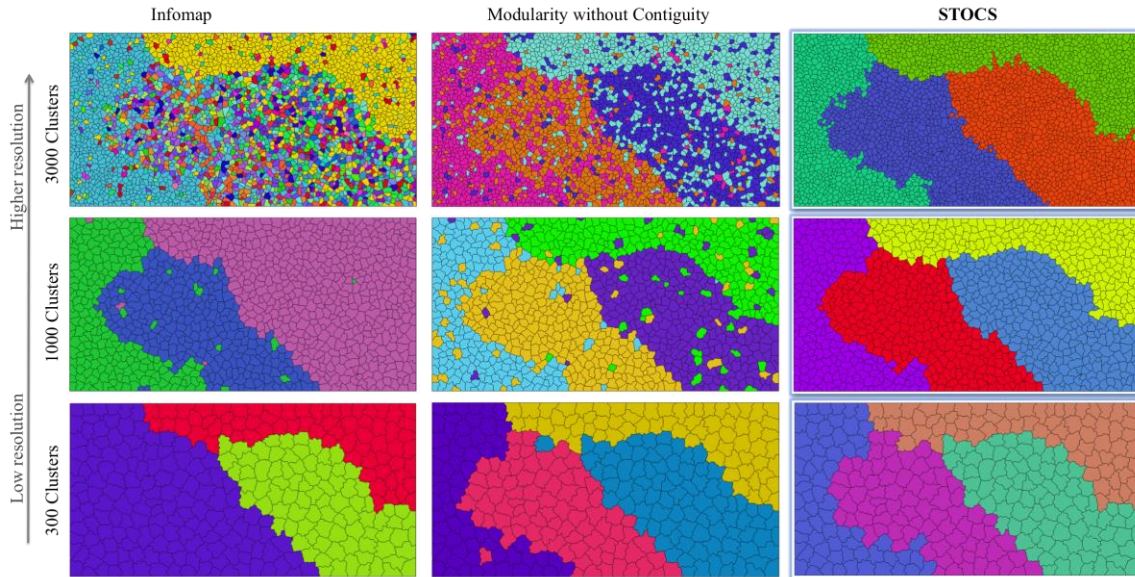 Infomap
Modularity without Contiguity
STOCS
Higher resolution
3000 Clusters
1000 Clusters
Low resolution
300 Clusters